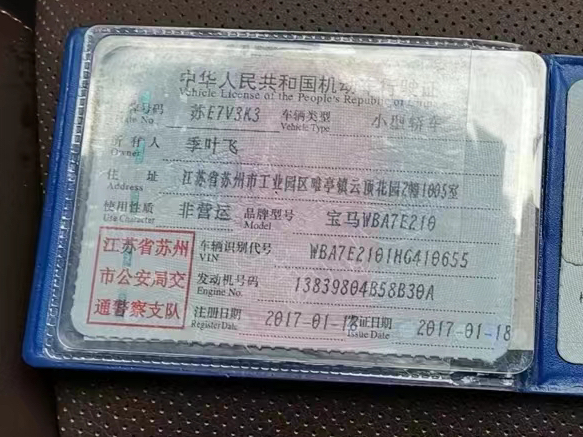 中华人民共和国机动车行驶证
Vehicle License of the People's Republic of China
号牌号码 苏E7V3K3 车辆类型 小型轿车
Plate No. Vehicle Type
所有人 季叶飞
Owner
住址 江苏省苏州市工业园区唯亭镇云顶花园2幢1005室
Address
使用性质 非营运 品牌型号 宝马WBA7E210
Use Character Model
江苏省苏州
市公安局交
通警察支队
车辆识别代号 WBA7E2101HG410655
VIN
发动机号码 13839804B58B30A
Engine No.
注册日期 2017-01-18 发证日期 2017-01-18
Register Date Issue Date